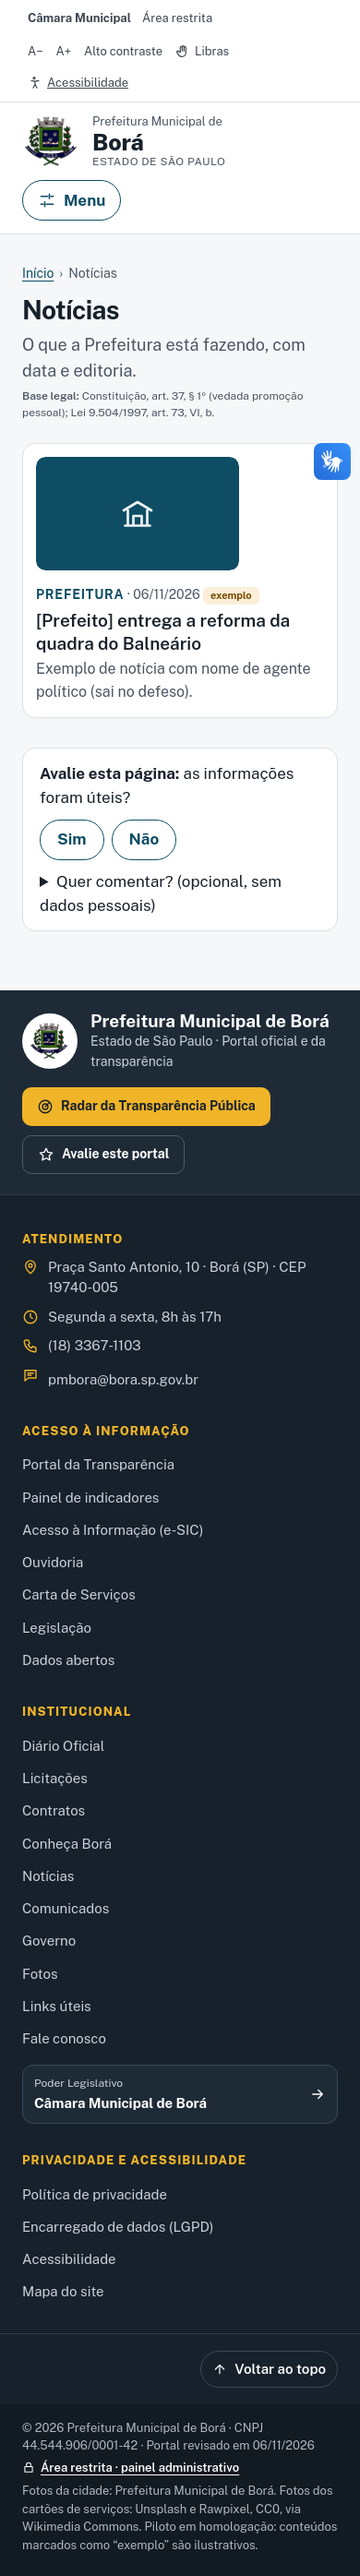 Câmara Municipal Área restrita
A− A+ Alto contraste Libras
Acessibilidade
Prefeitura Municipal de
Borá
ESTADO DE SÃO PAULO
Menu
Início › Notícias
Notícias
O que a Prefeitura está fazendo, com
data e editoria.
Base legal: Constituição, art. 37, § 1º (vedada promoção
pessoal); Lei 9.504/1997, art. 73, VI, b.
PREFEITURA · 06/11/2026 exemplo
[Prefeito] entrega a reforma da
quadra do Balneário
Exemplo de notícia com nome de agente
político (sai no defeso).
Avalie esta página: as informações
foram úteis?
Sim Não
Quer comentar? (opcional, sem
dados pessoais)
Prefeitura Municipal de Borá
Estado de São Paulo · Portal oficial e da
transparência
Radar da Transparência Pública
Avalie este portal
ATENDIMENTO
Praça Santo Antonio, 10 · Borá (SP) · CEP
19740-005
Segunda a sexta, 8h às 17h
(18) 3367-1103
pmbora@bora.sp.gov.br
ACESSO À INFORMAÇÃO
Portal da Transparência
Painel de indicadores
Acesso à Informação (e-SIC)
Ouvidoria
Carta de Serviços
Legislação
Dados abertos
INSTITUCIONAL
Diário Oficial
Licitações
Contratos
Conheça Borá
Notícias
Comunicados
Governo
Fotos
Links úteis
Fale conosco
Poder Legislativo
Câmara Municipal de Borá
PRIVACIDADE E ACESSIBILIDADE
Política de privacidade
Encarregado de dados (LGPD)
Acessibilidade
Mapa do site
Voltar ao topo
© 2026 Prefeitura Municipal de Borá · CNPJ
44.544.906/0001-42 · Portal revisado em 06/11/2026
Área restrita · painel administrativo
Fotos da cidade: Prefeitura Municipal de Borá. Fotos dos
cartões de serviços: Unsplash e Rawpixel, CC0, via
Wikimedia Commons. Piloto em homologação: conteúdos
marcados como “exemplo” são ilustrativos.